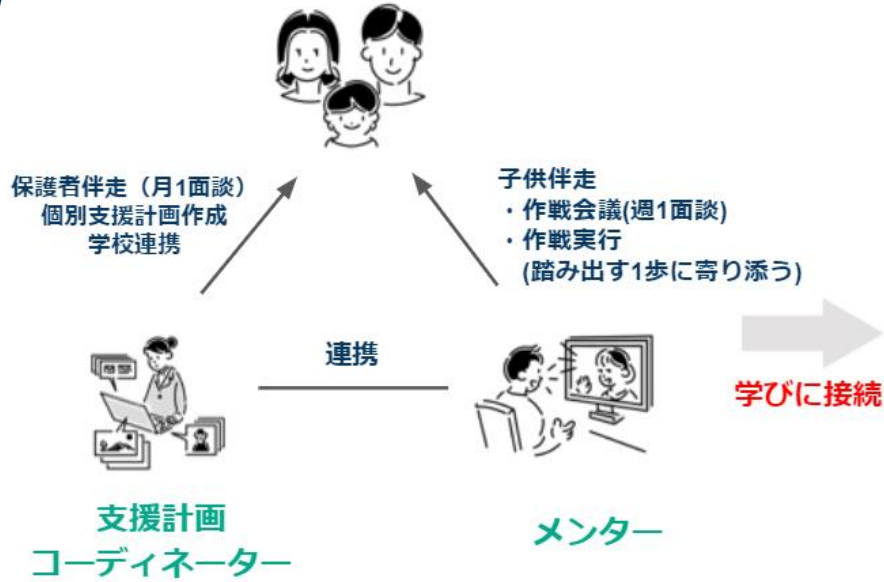 保護者伴走（月1面談）
個別支援計画作成
学校連携
子供伴走
・作戦会議(週1面談)
・作戦実行
(踏み出す1歩に寄り添う)
連携
学びに接続
支援計画
コーディネーター
メンター